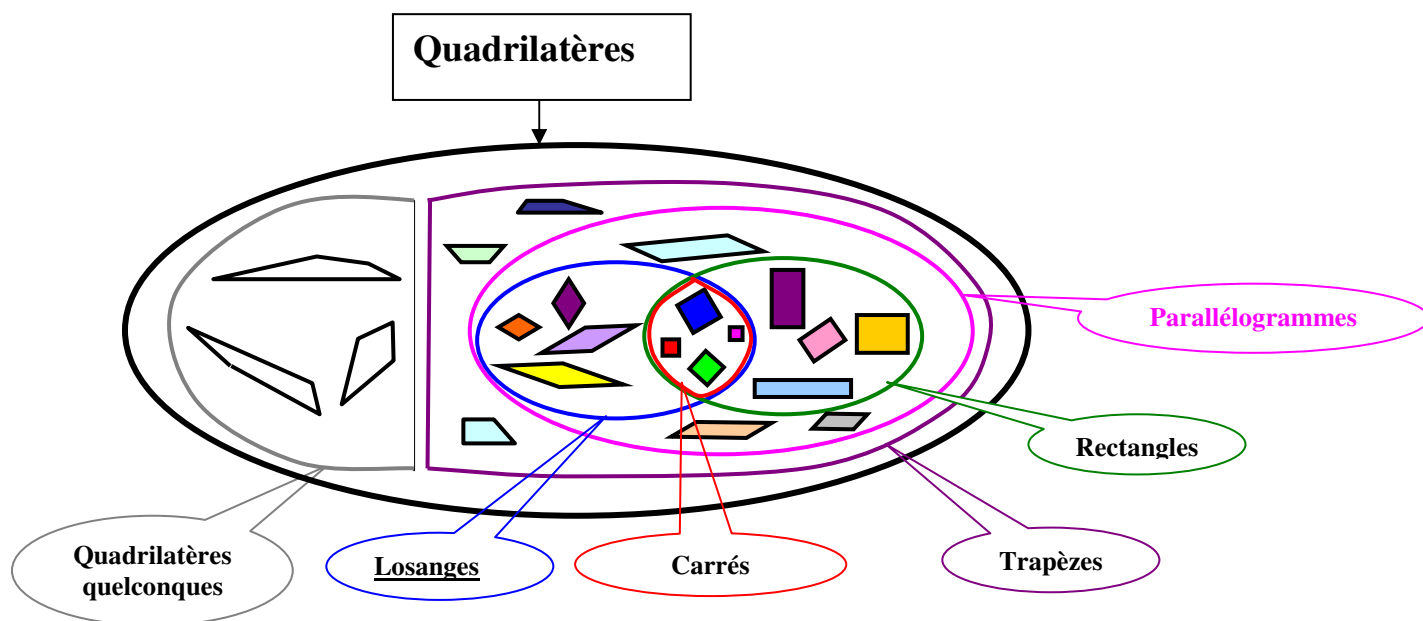 Quadrilatères
Parallélogrammes
Rectangles
Quadrilatères
quelconques
Losanges
Carrés
Trapèzes